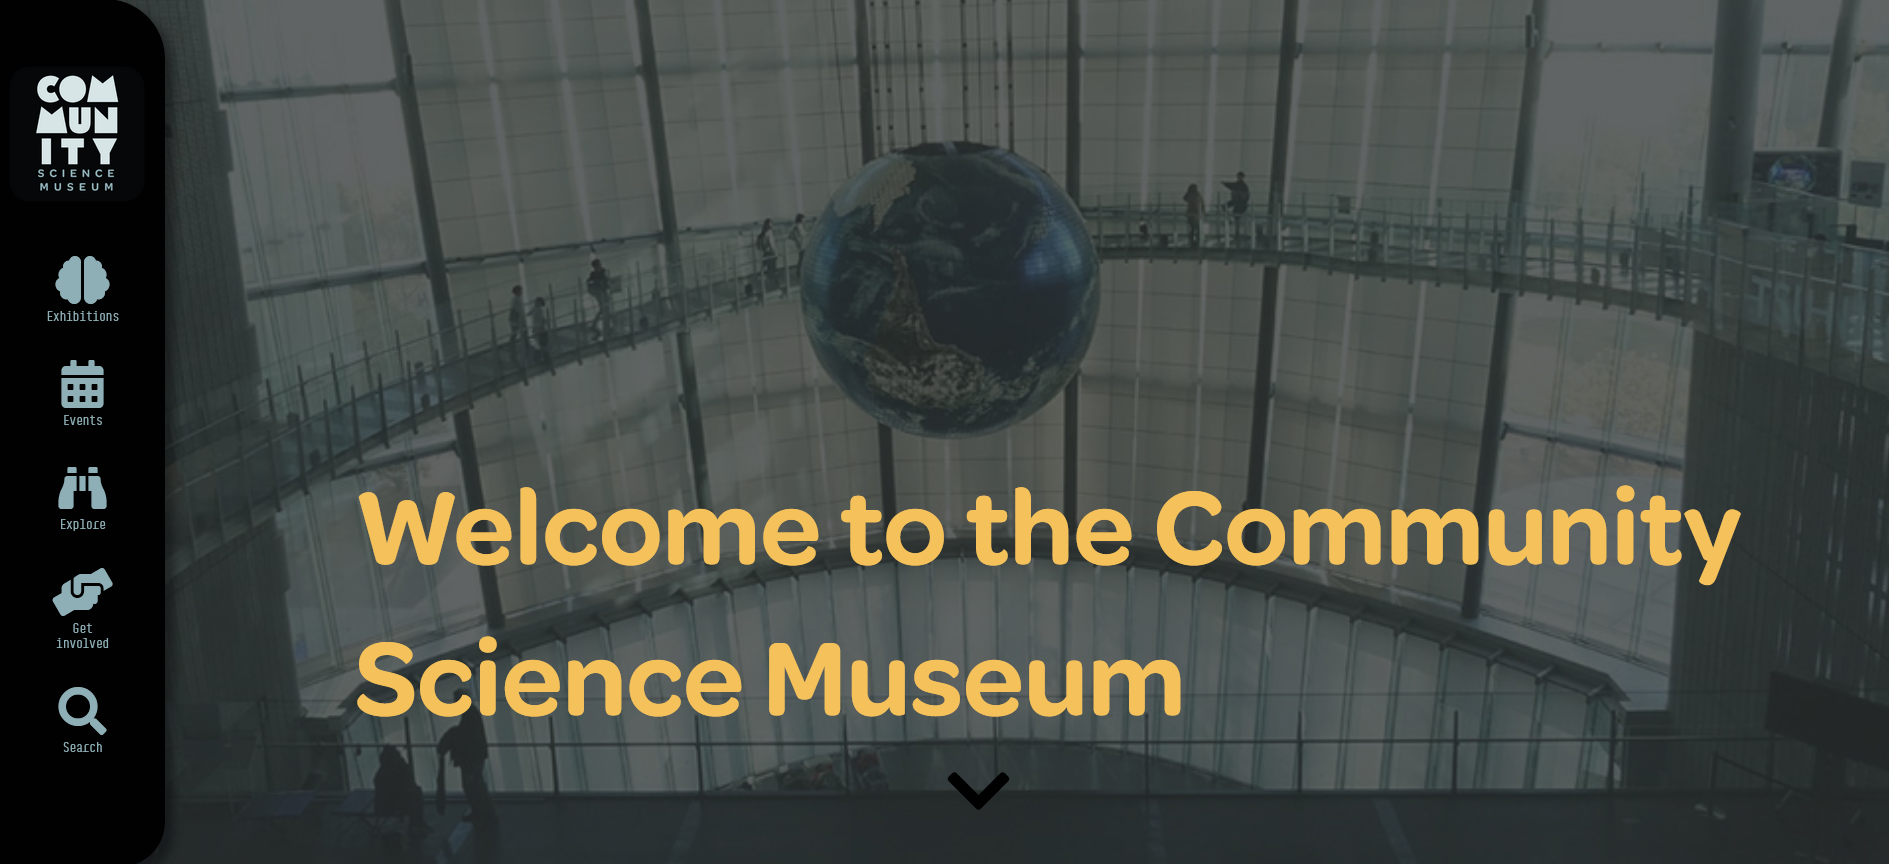 COM
MUN
ITY
SCIENCE
MUSEUM
Exhibitions
Events
Explore
Get
involved
Search
Welcome to the Community
Science Museum